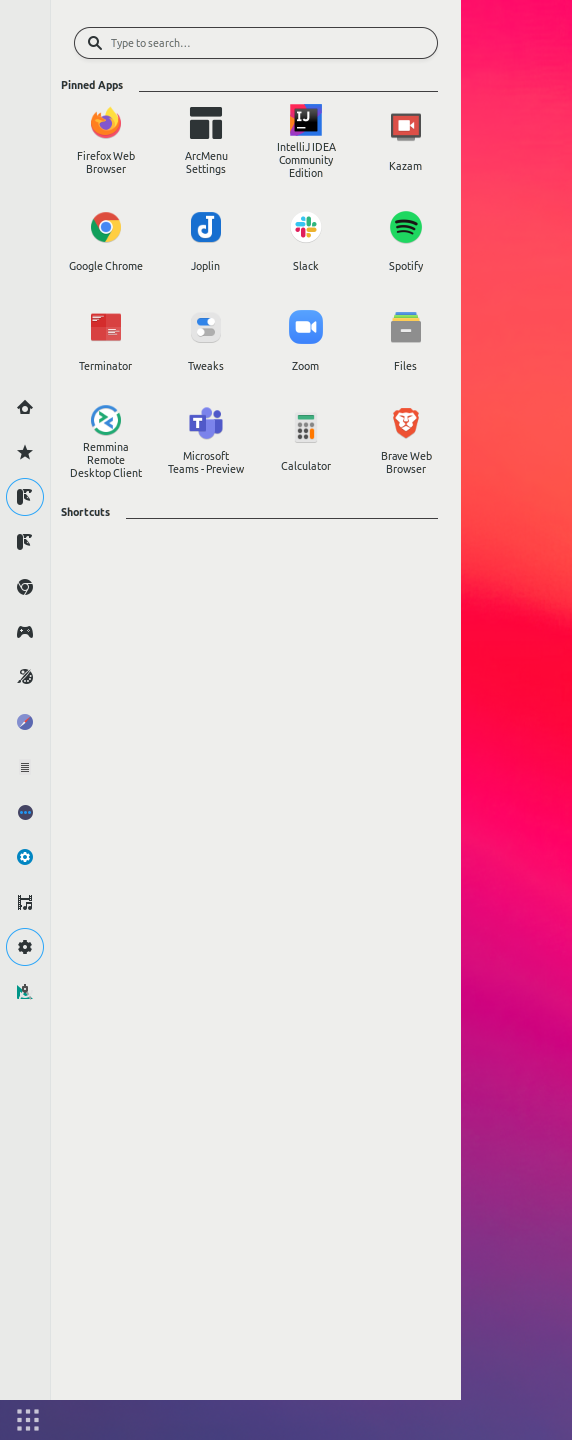 Type to search…
Pinned Apps
Firefox Web
Browser
ArcMenu
Settings
IntelliJ IDEA
Community
Edition
Kazam
Google Chrome
Joplin
Slack
Spotify
Terminator
Tweaks
Zoom
Files
Remmina
Remote
Desktop Client
Microsoft
Teams - Preview
Calculator
Brave Web
Browser
Shortcuts